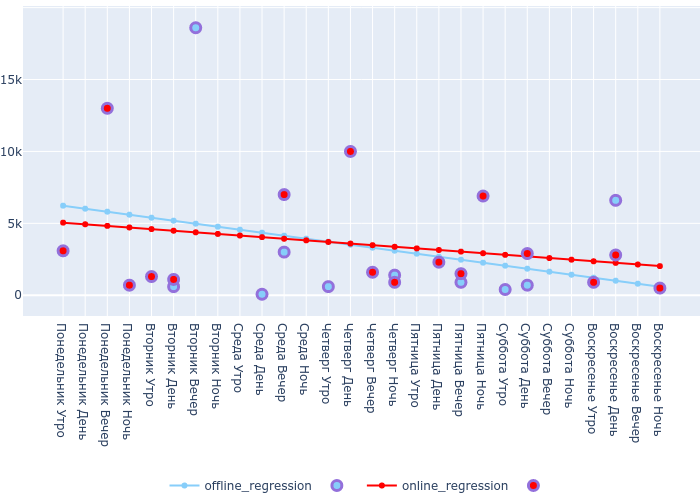 15k
10k
5k
0
Понедельник Утро
Понедельник День
Понедельник Вечер
Понедельник Ночь
Вторник Утро
Вторник День
Вторник Вечер
Вторник Ночь
Среда Утро
Среда День
Среда Вечер
Среда Ночь
Четверг Утро
Четверг День
Четверг Вечер
Четверг Ночь
Пятница Утро
Пятница День
Пятница Вечер
Пятница Ночь
Суббота Утро
Суббота День
Суббота Вечер
Суббота Ночь
Воскресенье Утро
Воскресенье День
Воскресенье Вечер
Воскресенье Ночь
offline_regression
online_regression